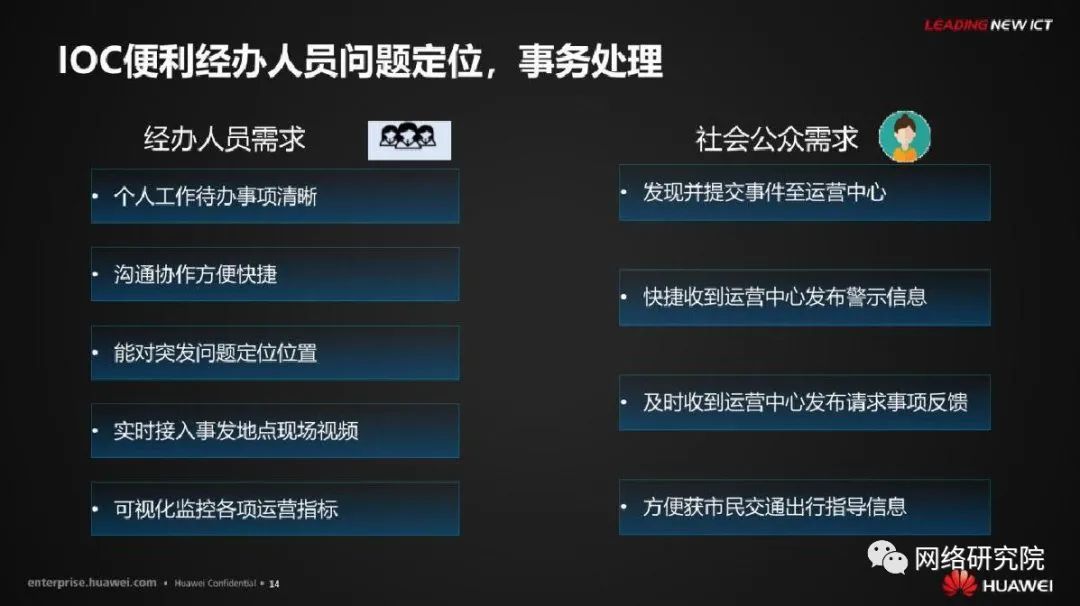 LEADING NEW ICT
IOC便利经办人员问题定位，事务处理
经办人员需求
• 个人工作待办事项清晰
• 沟通协作方便快捷
• 能对突发问题定位位置
• 实时接入事发地点现场视频
• 可视化监控各项运营指标
社会公众需求
• 发现并提交事件至运营中心
• 快捷收到运营中心发布警示信息
• 及时收到运营中心发布请求事项反馈
• 方便获市民交通出行指导信息
网络研究院
enterprise.huawei.com • Huawei Confidential • 14
HUAWEI